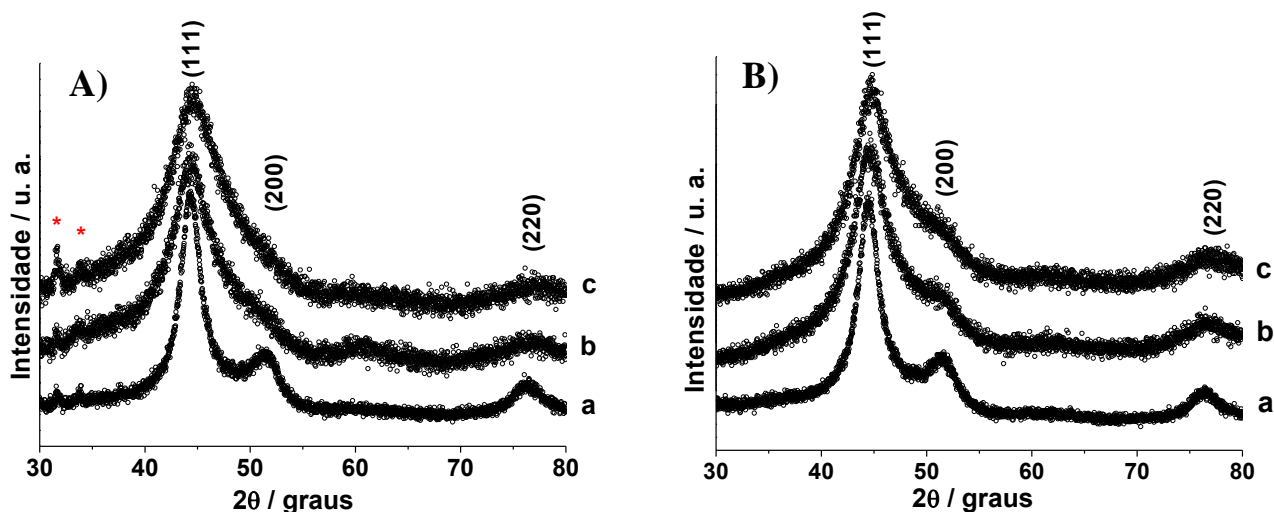 A)
(111)
(200)
(220)
*
*
c
b
a
Intensidade / u. a.
30 40 50 60 70 80
2θ / graus
B)
(111)
(200)
(220)
c
b
a
Intensidade / u. a.
30 40 50 60 70 80
2θ / graus